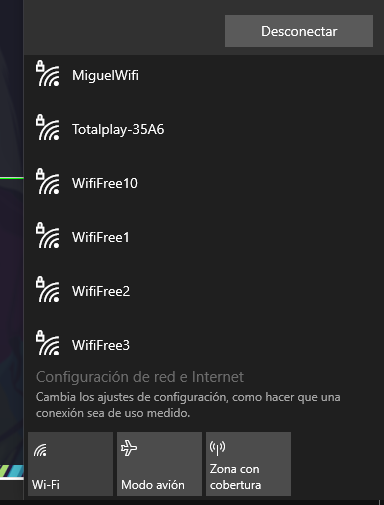 Desconectar
MiguelWifi
Totalplay-35A6
WifiFree10
WifiFree1
WifiFree2
WifiFree3
Configuración de red e Internet
Cambia los ajustes de configuración, como hacer que una
conexión sea de uso medido.
Wi-Fi
Modo avión
Zona con
cobertura